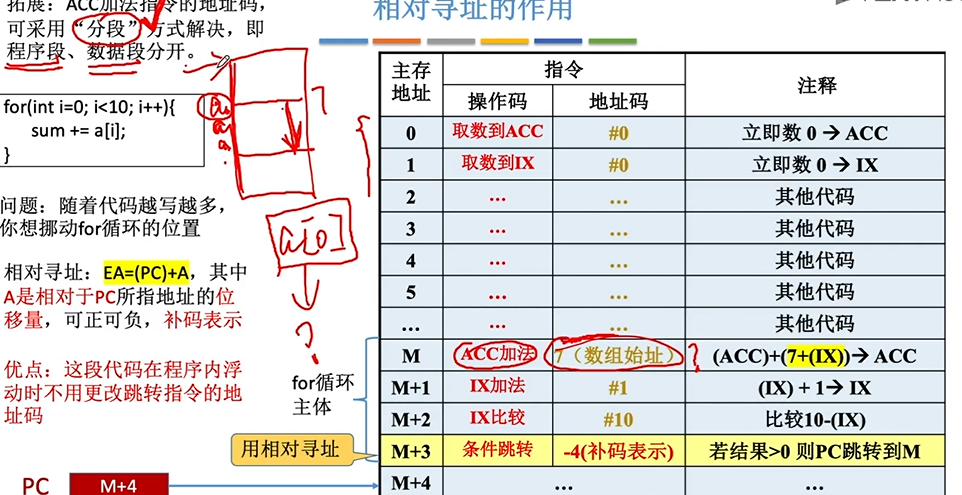 拓展：ACC加法指令的地址码，
可采用“分段”方式解决，即
程序段、数据段分开。
for(int i=0; i<10; i++){
sum += a[i];
}
问题：随着代码越写越多，
你想挪动for循环的位置
相对寻址：EA=(PC)+A，其中
A是相对于PC所指地址的位
移量，可正可负，补码表示
优点：这段代码在程序内浮
动时不用更改跳转指令的地
址码
PC M+4
a[0]
?
7
for循环
主体
用相对寻址
相对寻址的作用
主存地址 指令 注释
操作码 地址码
0 取数到ACC #0 立即数 0 → ACC
1 取数到IX #0 立即数 0 → IX
2 … … 其他代码
3 … … 其他代码
4 … … 其他代码
5 … … 其他代码
… … … 其他代码
M ACC加法 7（数组始址） ? (ACC)+(7+(IX))→ ACC
M+1 IX加法 #1 (IX) + 1→ IX
M+2 IX比较 #10 比较10-(IX)
M+3 条件跳转 -4(补码表示) 若结果>0 则PC跳转到M
M+4 … …